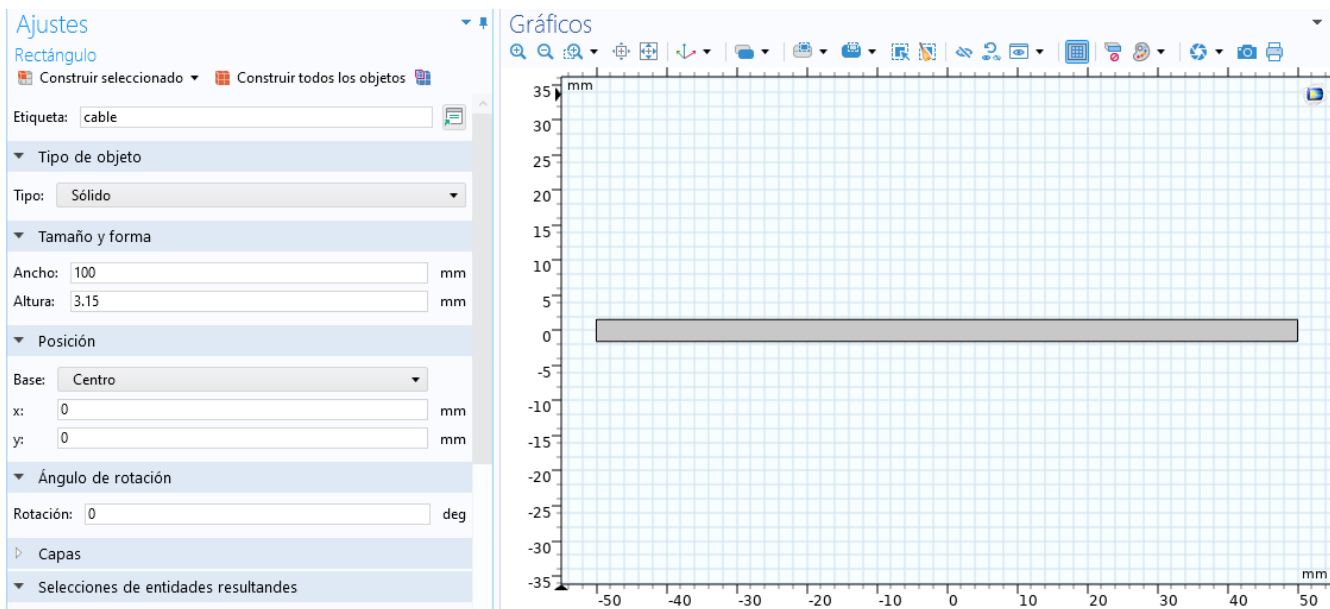 Ajustes
Rectángulo
Construir seleccionado
Construir todos los objetos
Etiqueta: cable
Tipo de objeto
Tipo: Sólido
Tamaño y forma
Ancho: 100 mm
Altura: 3.15 mm
Posición
Base: Centro
x: 0 mm
y: 0 mm
Ángulo de rotación
Rotación: 0 deg
Capas
Selecciones de entidades resultandes
Gráficos
mm
35
30
25
20
15
10
5
0
-5
-10
-15
-20
-25
-30
-35
mm
-50 -40 -30 -20 -10 0 10 20 30 40 50